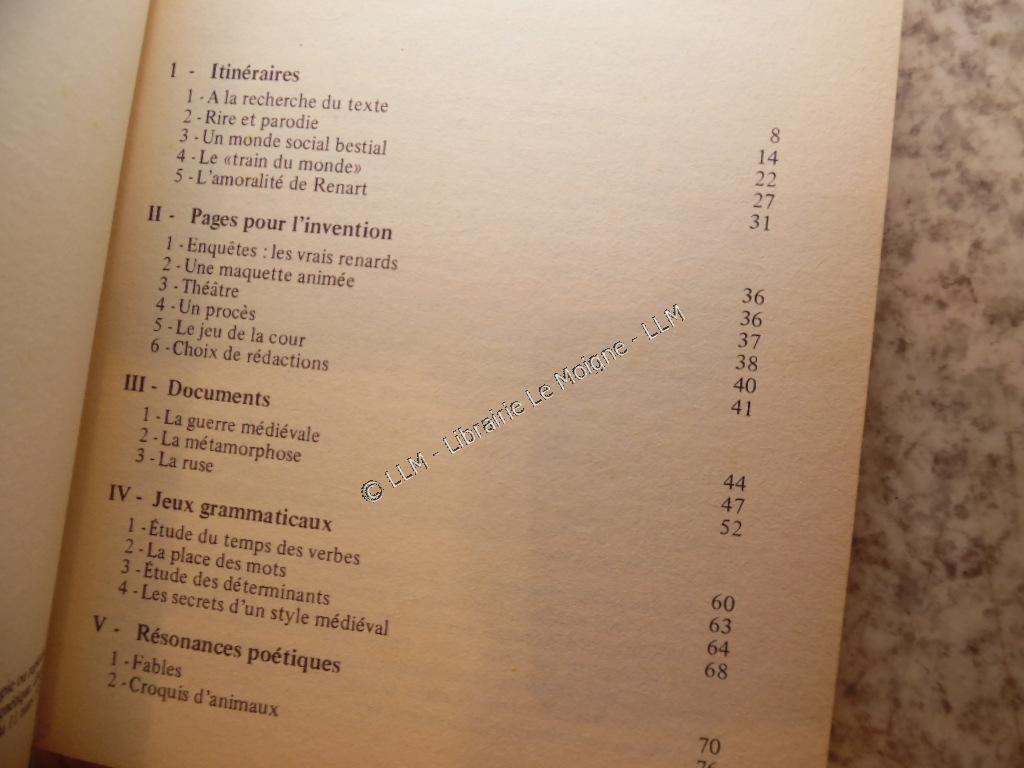 I - Itinéraires
1 - A la recherche du texte 8
2 - Rire et parodie 14
3 - Un monde social bestial 22
4 - Le «train du monde» 27
5 - L'amoralité de Renart 31
II - Pages pour l'invention
1 - Enquêtes : les vrais renards 36
2 - Une maquette animée 36
3 - Théâtre 37
4 - Un procès 38
5 - Le jeu de la cour 40
6 - Choix de rédactions 41
III - Documents
1 - La guerre médiévale 44
2 - La métamorphose 47
3 - La ruse 52
IV - Jeux grammaticaux
1 - Étude du temps des verbes 60
2 - La place des mots 63
3 - Étude des déterminants 64
4 - Les secrets d'un style médiéval 68
V - Résonances poétiques
1 - Fables 70
2 - Croquis d'animaux 76
© LLM - Librairie Le Moigne - LLM